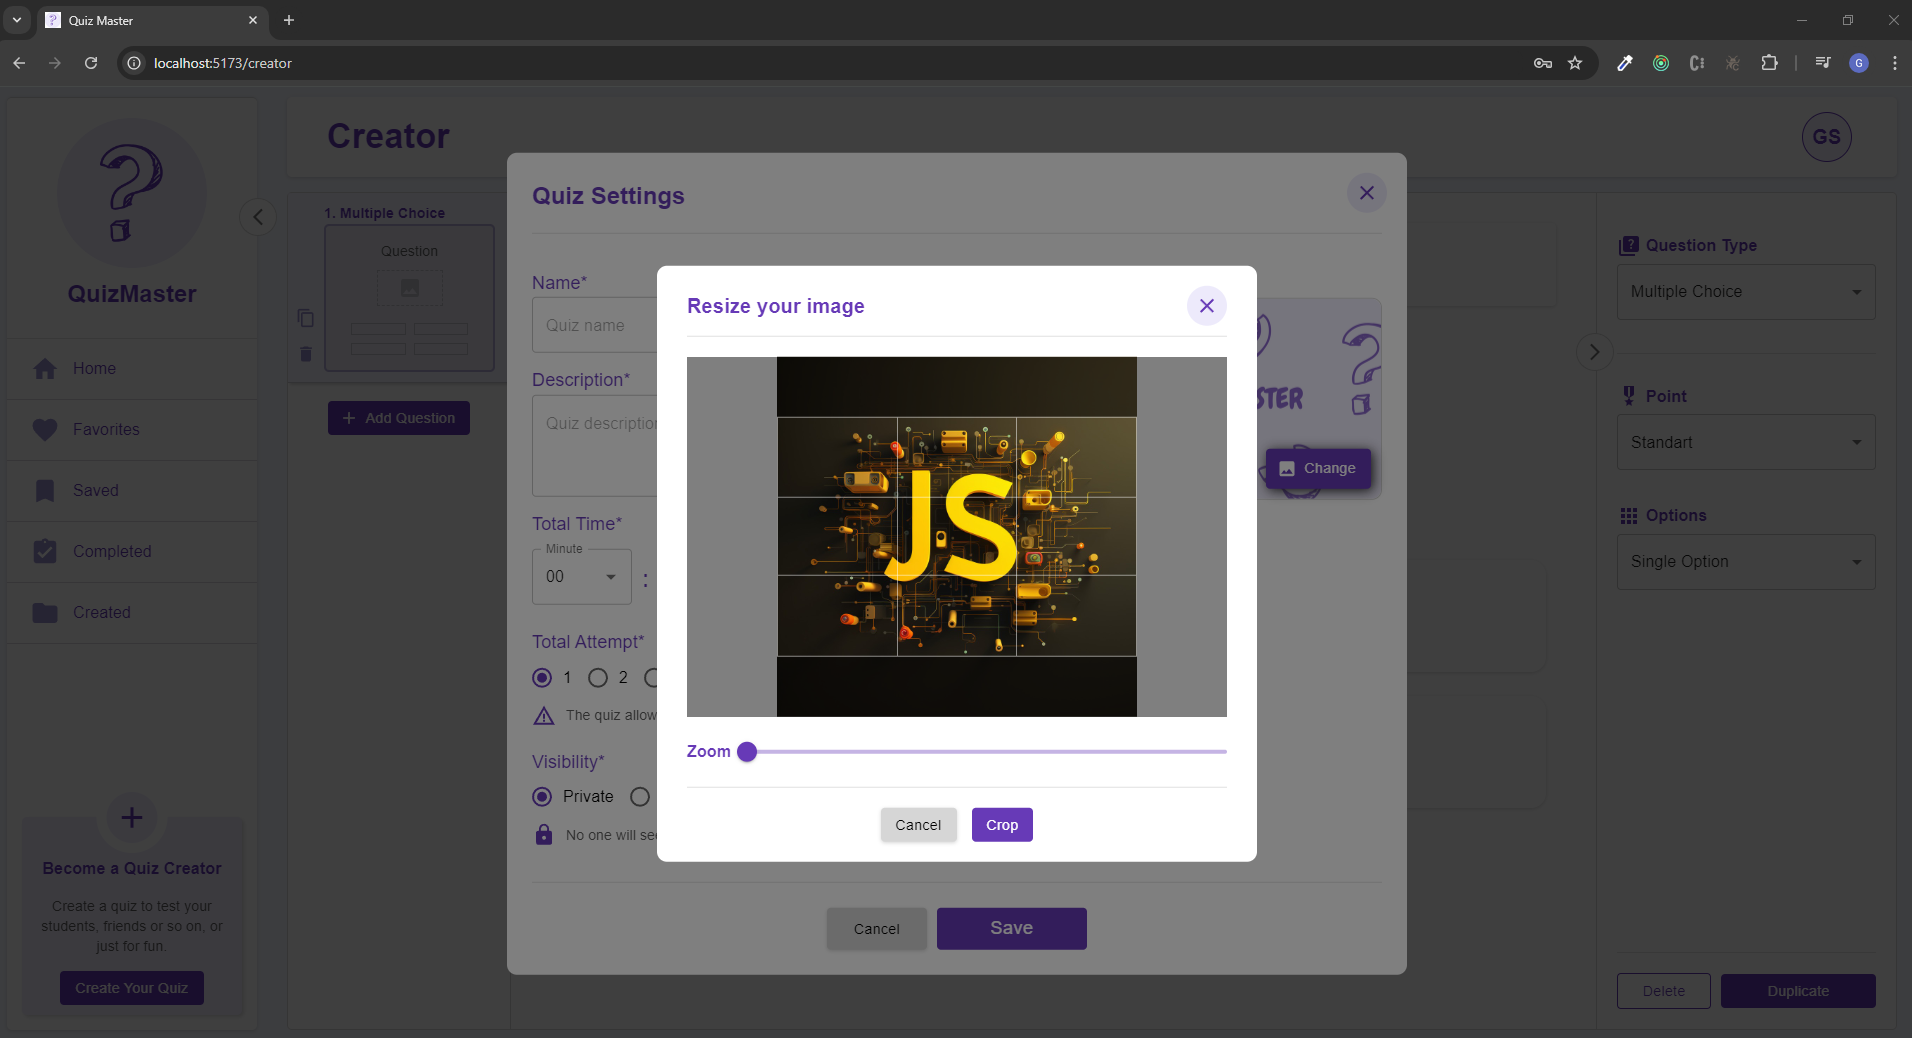 Quiz Master
localhost:5173/creator
G
QuizMaster
Home
Favorites
Saved
Completed
Created
Become a Quiz Creator
Create a quiz to test your
students, friends or so on, or
just for fun.
Create Your Quiz
Creator
GS
1. Multiple Choice
Question
Add Question
Quiz Settings
Name*
Quiz name
Description*
Quiz description
Total Time*
Minute
00
:
Total Attempt*
1
2
The quiz allow
Visibility*
Private
No one will see
STER
Change
Cancel
Save
Resize your image
JS
Zoom
Cancel
Crop
Question Type
Multiple Choice
Point
Standart
Options
Single Option
Delete
Duplicate